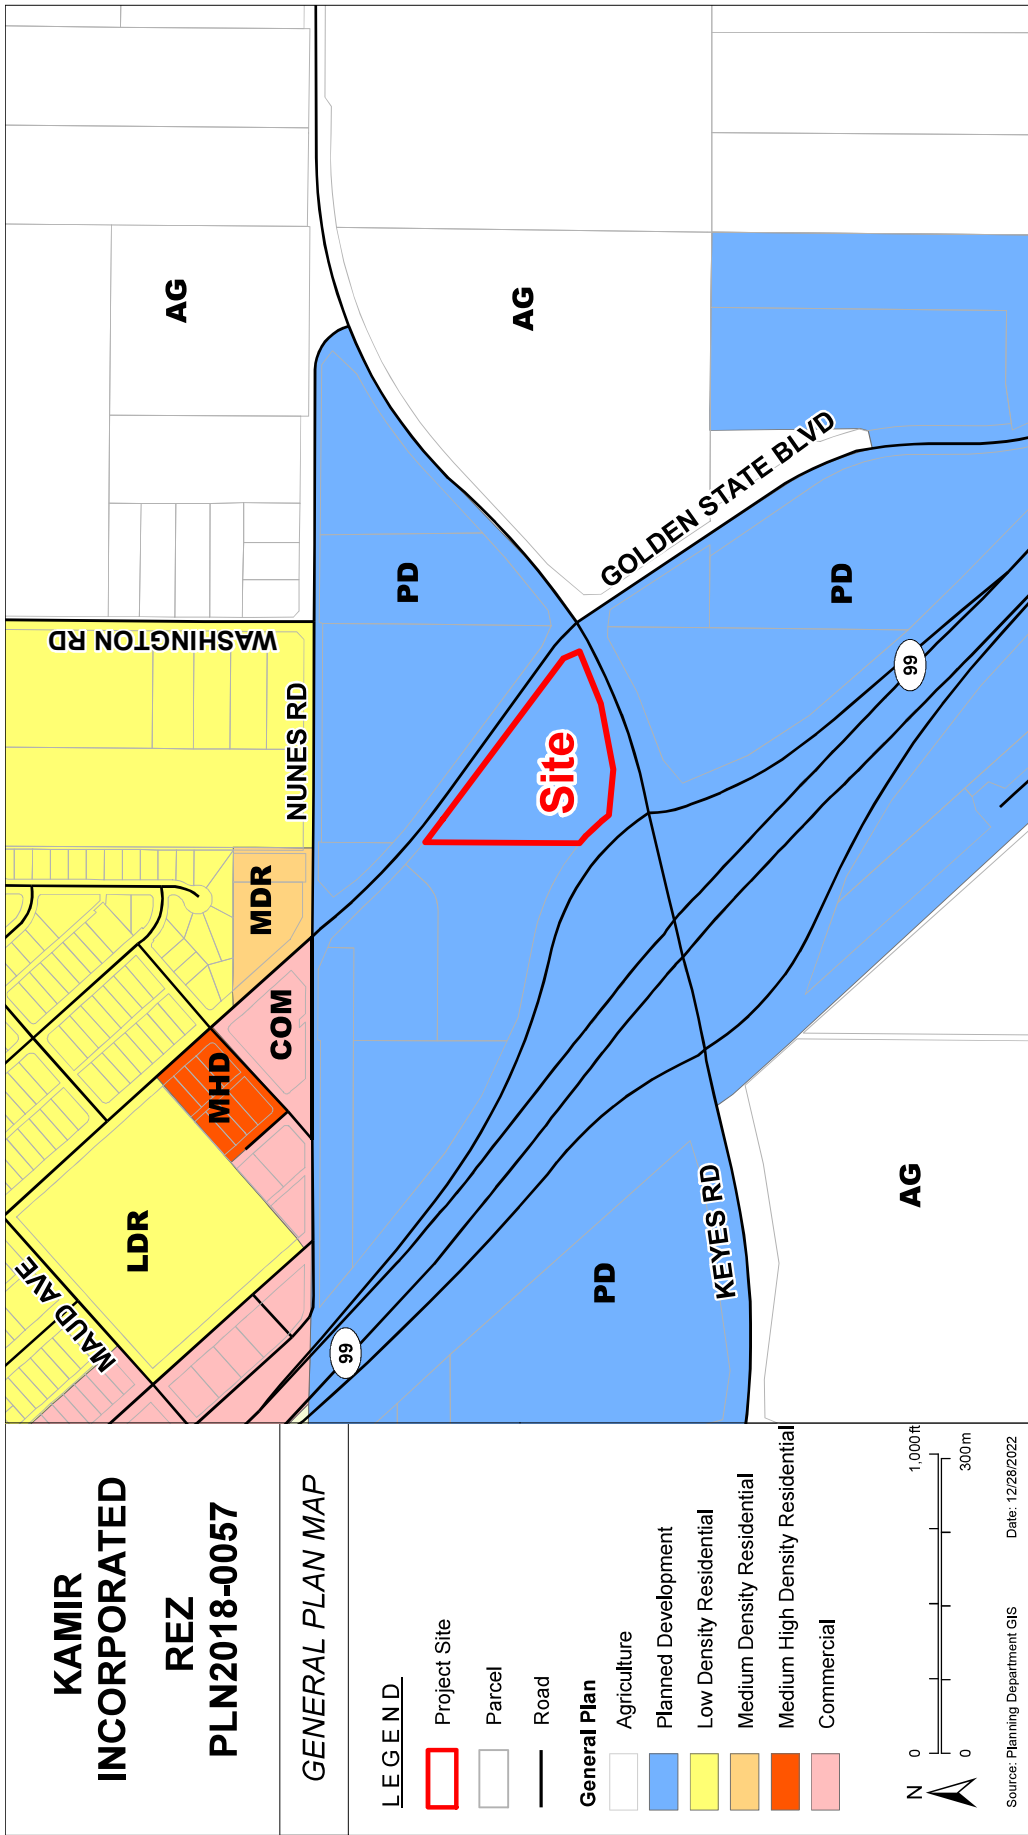 KAMIR
INCORPORATED
REZ
PLN2018-0057
GENERAL PLAN MAP
LEGEND
Project Site
Parcel
Road
General Plan
Agriculture
Planned Development
Low Density Residential
Medium Density Residential
Medium High Density Residential
Commercial
N
0
1,000 ft
0
300 m
Source: Planning Department GIS
Date: 12/28/2022
MAUD AVE
LDR
MHD
COM
MDR
NUNES RD
WASHINGTON RD
AG
99
PD
AG
Site
GOLDEN STATE BLVD
PD
KEYES RD
PD
99
AG